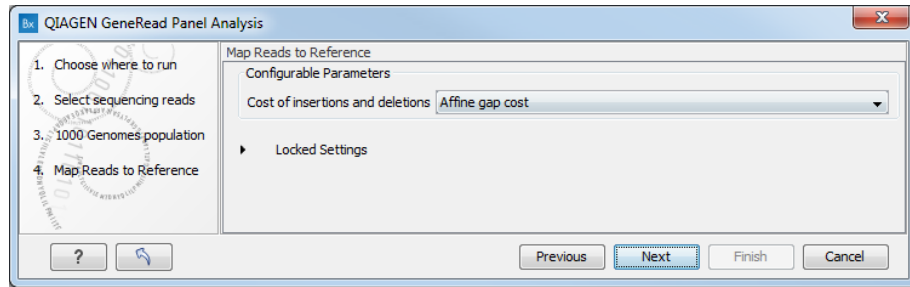 Bx QIAGEN GeneRead Panel Analysis
x
1. Choose where to run
2. Select sequencing reads
3. 1000 Genomes population
4. Map Reads to Reference
Map Reads to Reference
Configurable Parameters
Cost of insertions and deletions Affine gap cost
Locked Settings
? Previous Next Finish Cancel